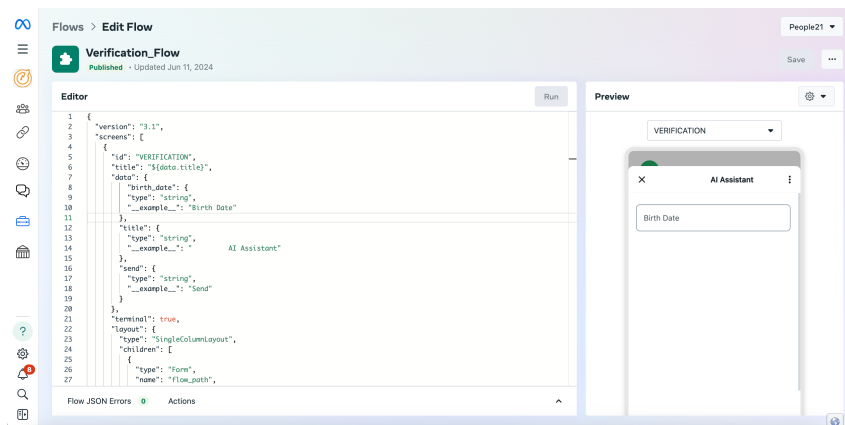 Flows > Edit Flow
People21
Verification_Flow
Published · Updated Jun 11, 2024
Save
...
Editor
Run
1 {
2 "version": "3.1",
3 "screens": [
4 {
5 "id": "VERIFICATION",
6 "title": "${data.title}",
7 "data": {
8 "birth_date": {
9 "type": "string",
10 "__example__": "Birth Date"
11 },
12 "title": {
13 "type": "string",
14 "__example__": "         AI Assistant"
15 },
16 "send": {
17 "type": "string",
18 "__example__": "Send"
19 }
20 },
21 "terminal": true,
22 "layout": {
23 "type": "SingleColumnLayout",
24 "children": [
25 {
26 "type": "Form",
27 "name": "flow_path",
Flow JSON Errors 0 Actions
Preview
VERIFICATION
AI Assistant
Birth Date
?
8